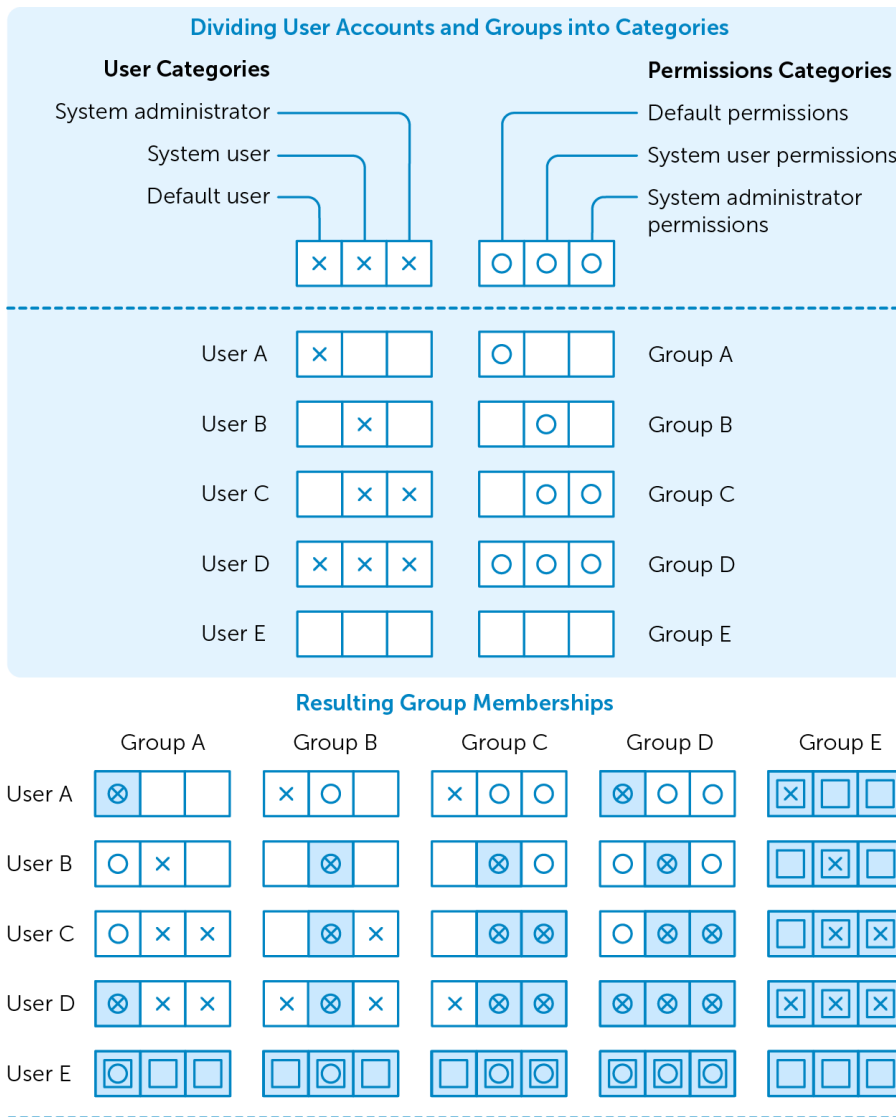 Dividing User Accounts and Groups into Categories
User Categories
Permissions Categories
System administrator
Default permissions
System user
System user permissions
Default user
System administrator
permissions
User A
Group A
User B
Group B
User C
Group C
User D
Group D
User E
Group E
Resulting Group Memberships
Group A
Group B
Group C
Group D
Group E
User A
User B
User C
User D
User E